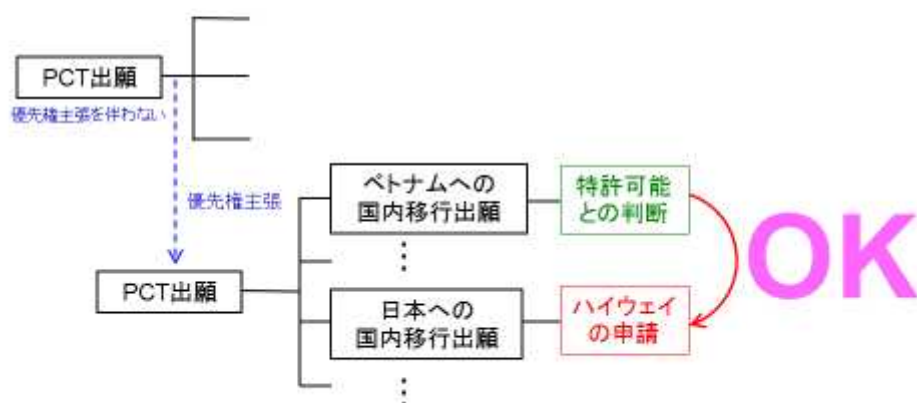 PCT出願
優先権主張を伴わない
優先権主張
PCT出願
ベトナムへの
国内移行出願
特許可能
との判断
日本への
国内移行出願
ハイウェイ
の申請
OK